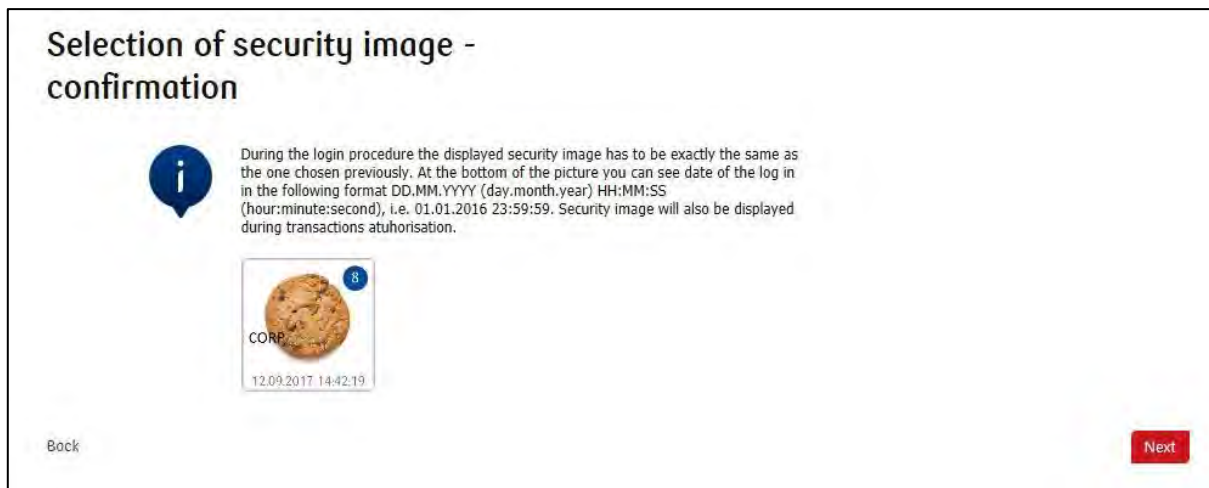 Selection of security image -
confirmation
i
During the login procedure the displayed security image has to be exactly the same as
the one chosen previously. At the bottom of the picture you can see date of the log in
in the following format DD.MM.YYYY (day.month.year) HH:MM:SS
(hour:minute:second), i.e. 01.01.2016 23:59:59. Security image will also be displayed
during transactions atuhorisation.
8
CORP
12.09.2017 14:42:19
Back
Next